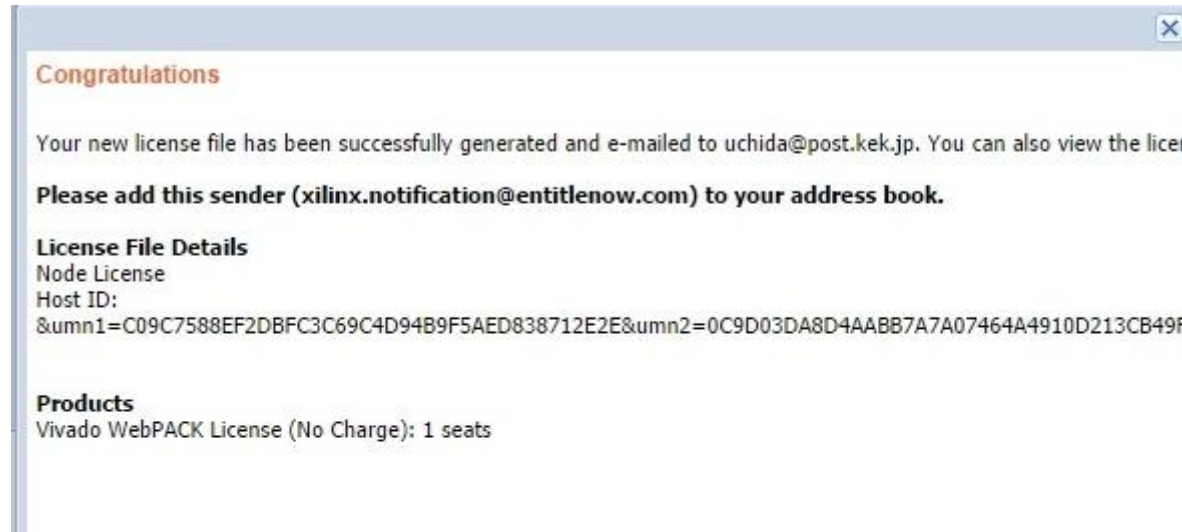 Congratulations
Your new license file has been successfully generated and e-mailed to uchida@post.kek.jp. You can also view the
Please add this sender (xilinx.notification@entitlenow.com) to your address book.
License File Details
Node License
Host ID:
&umn1=C09C7588EF2DBFC3C69C4D94B9F5AED838712E2E&umn2=0C9D03DA8D4AABB7A7A07464A4910D213CB49F
Products
Vivado WebPACK License (No Charge): 1 seats